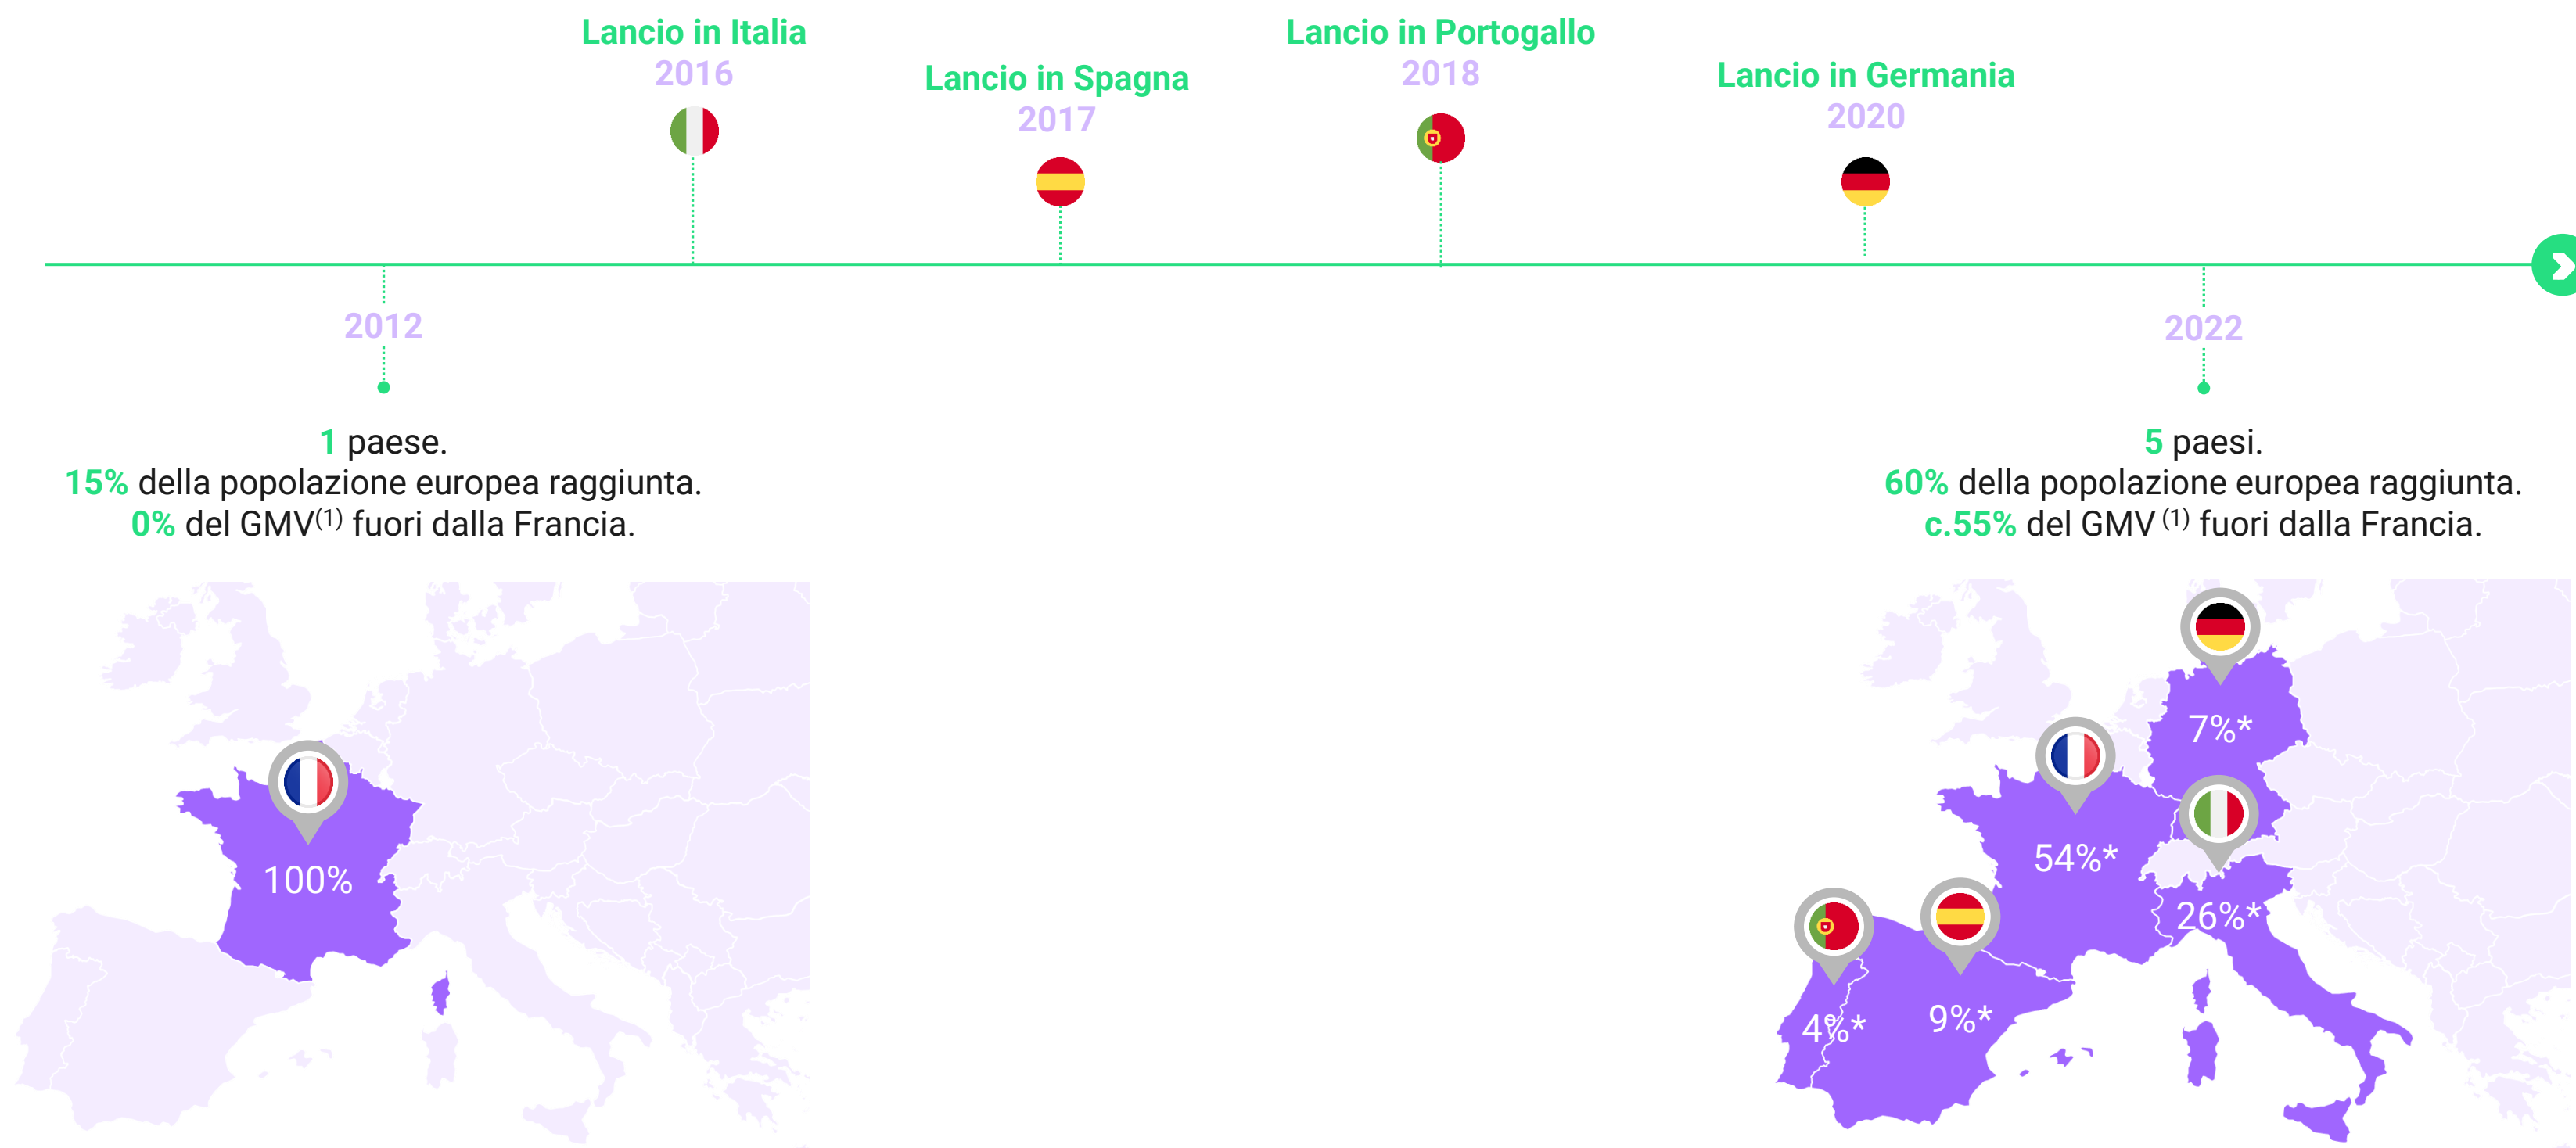 Lancio in Italia
2016
Lancio in Spagna
2017
Lancio in Portogallo
2018
Lancio in Germania
2020
2012
1 paese.
15% della popolazione europea raggiunta.
0% del GMV(1) fuori dalla Francia.
100%
2022
5 paesi.
60% della popolazione europea raggiunta.
c.55% del GMV (1) fuori dalla Francia.
7%*
54%*
26%*
4%*
9%*